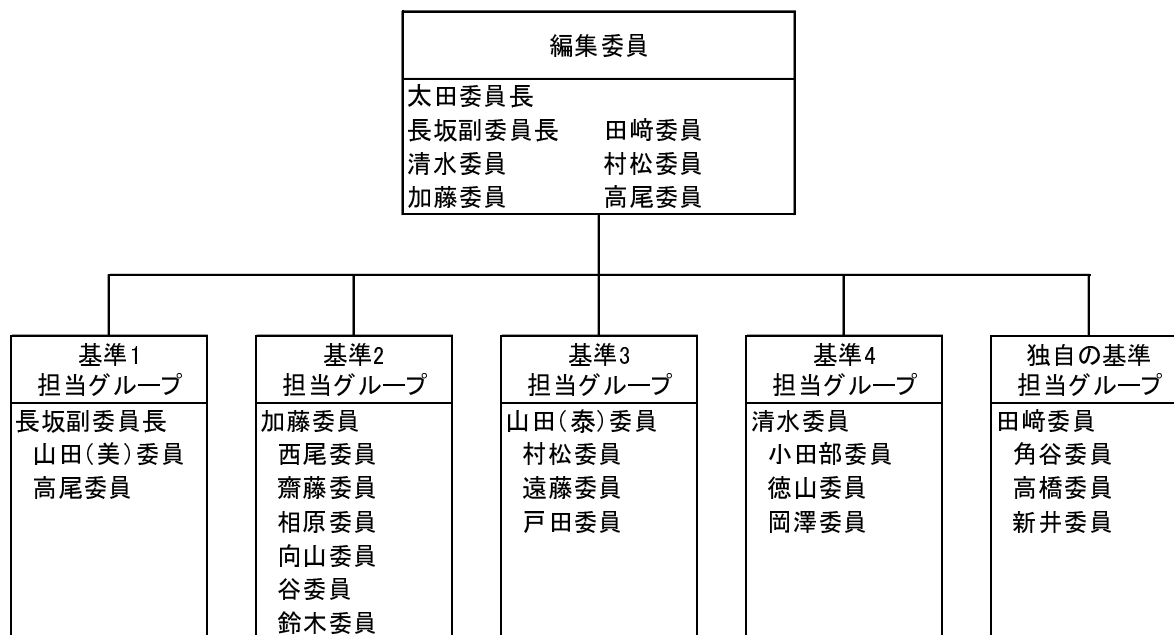 編集委員
太田委員長
長坂副委員長 田﨑委員
清水委員 村松委員
加藤委員 高尾委員
基準1
担当グループ
長坂副委員長
山田(美)委員
高尾委員
基準2
担当グループ
加藤委員
西尾委員
齋藤委員
相原委員
向山委員
谷委員
鈴木委員
基準3
担当グループ
山田(泰)委員
村松委員
遠藤委員
戸田委員
基準4
担当グループ
清水委員
小田部委員
徳山委員
岡澤委員
独自の基準
担当グループ
田﨑委員
角谷委員
高橋委員
新井委員